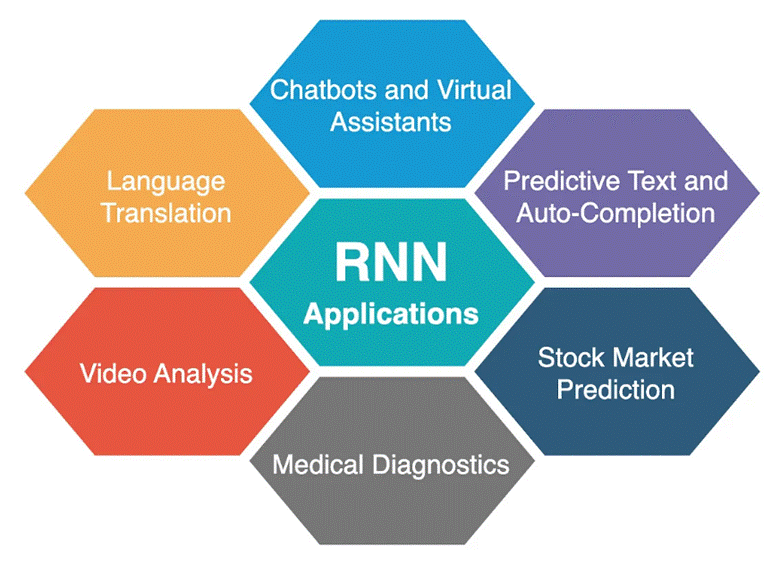 Chatbots and Virtual
Assistants
Language
Translation
Predictive Text and
Auto-Completion
RNN
Applications
Video Analysis
Stock Market
Prediction
Medical Diagnostics